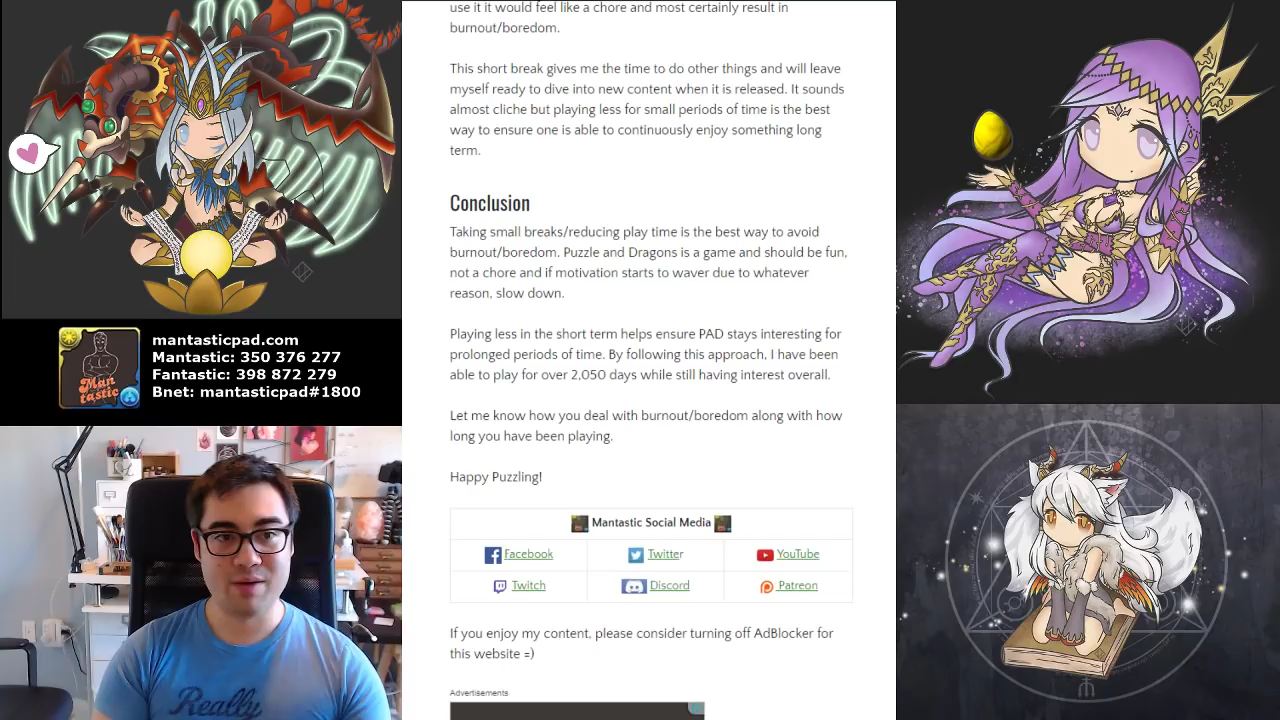 use it it would feel like a chore and most certainly result in
burnout/boredom.
This short break gives me the time to do other things and will leave
myself ready to dive into new content when it is released. It sounds
almost cliche but playing less for small periods of time is the best
way to ensure one is able to continuously enjoy something long
term.
Conclusion
Taking small breaks/reducing play time is the best way to avoid
burnout/boredom. Puzzle and Dragons is a game and should be fun,
not a chore and if motivation starts to waver due to whatever
reason, slow down.
Playing less in the short term helps ensure PAD stays interesting for
prolonged periods of time. By following this approach, I have been
able to play for over 2,050 days while still having interest overall.
Let me know how you deal with burnout/boredom along with how
long you have been playing.
Happy Puzzling!
Mantastic Social Media
Facebook Twitter YouTube
Twitch Discord Patreon
If you enjoy my content, please consider turning off AdBlocker for
this website =)
Advertisements
mantasticpad.com
Mantastic: 350 376 277
Fantastic: 398 872 279
Bnet: mantasticpad#1800
Man
tastic
Really